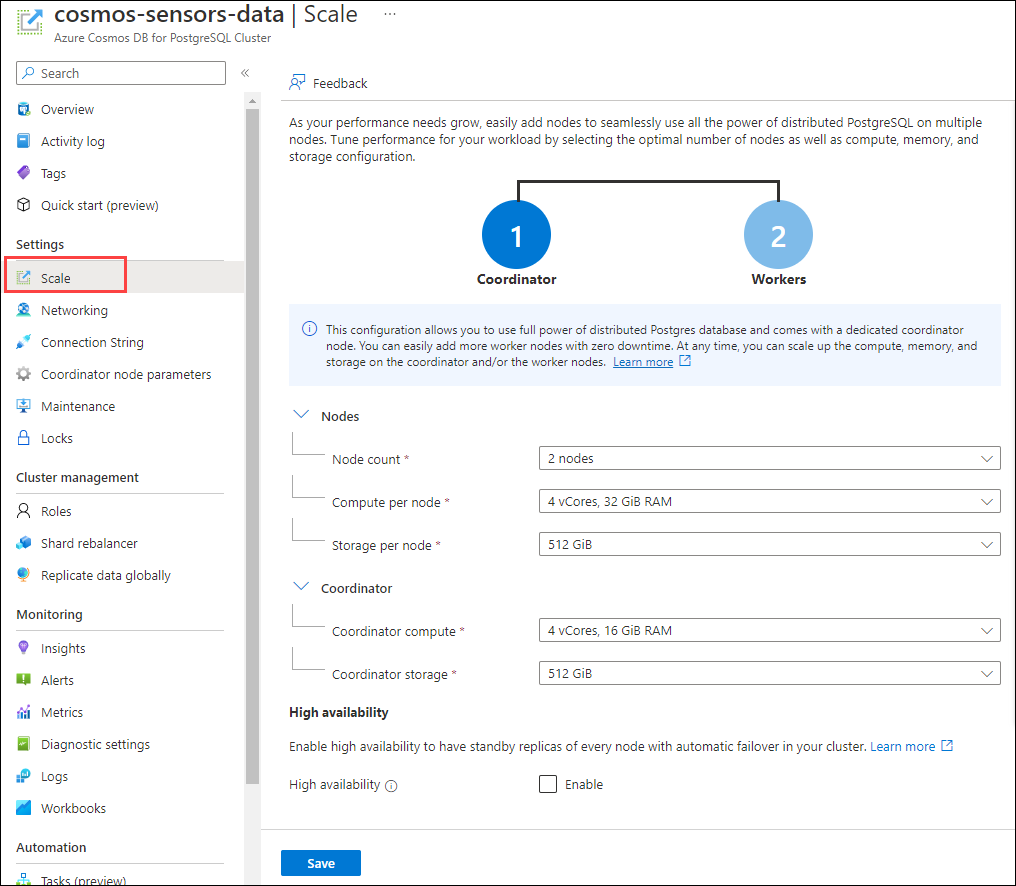 cosmos-sensors-data | Scale ...
Azure Cosmos DB for PostgreSQL Cluster
Search
«
Overview
Activity log
Tags
Quick start (preview)
Settings
Scale
Networking
Connection String
Coordinator node parameters
Maintenance
Locks
Cluster management
Roles
Shard rebalancer
Replicate data globally
Monitoring
Insights
Alerts
Metrics
Diagnostic settings
Logs
Workbooks
Automation
Tasks (preview)
Feedback
As your performance needs grow, easily add nodes to seamlessly use all the power of distributed PostgreSQL on multiple
nodes. Tune performance for your workload by selecting the optimal number of nodes as well as compute, memory, and
storage configuration.
1
Coordinator
2
Workers
This configuration allows you to use full power of distributed Postgres database and comes with a dedicated coordinator
node. You can easily add more worker nodes with zero downtime. At any time, you can scale up the compute, memory, and
storage on the coordinator and/or the worker nodes. Learn more
Nodes
Node count *
2 nodes
Compute per node *
4 vCores, 32 GiB RAM
Storage per node *
512 GiB
Coordinator
Coordinator compute *
4 vCores, 16 GiB RAM
Coordinator storage *
512 GiB
High availability
Enable high availability to have standby replicas of every node with automatic failover in your cluster. Learn more
High availability
Enable
Save